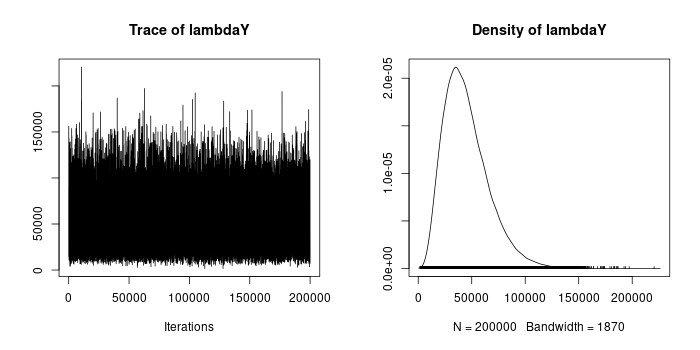 Trace of lambdaY
0 50000 150000
0 50000 100000 150000 200000
Iterations
Density of lambdaY
0.0e+00 1.0e-05 2.0e-05
0 50000 100000 150000 200000
N = 200000 Bandwidth = 1870